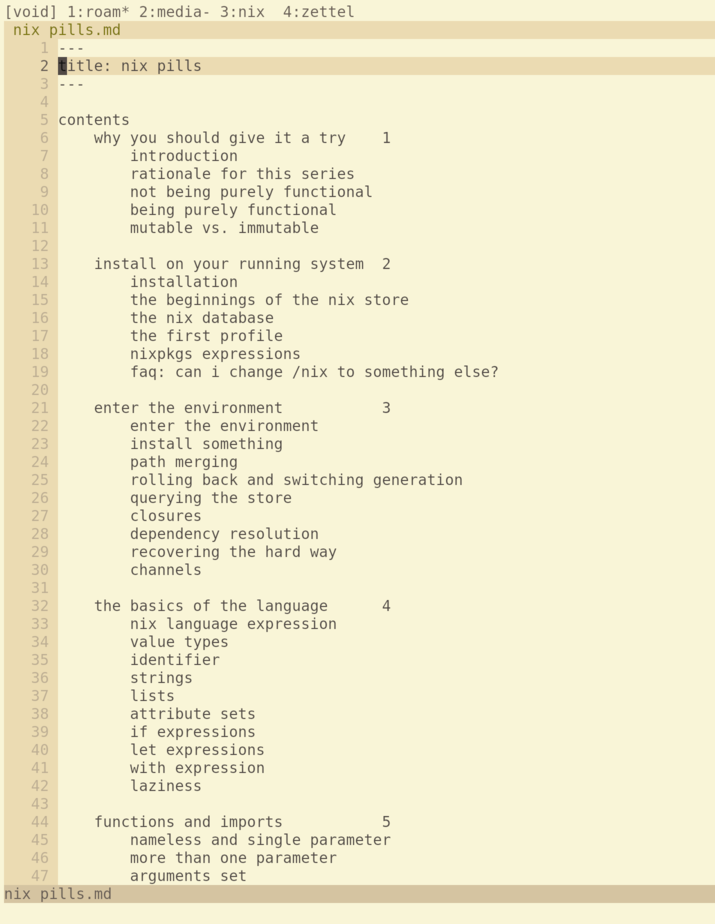 [void] 1:roam* 2:media- 3:nix  4:zettel
nix pills.md
1 ---
2 title: nix pills
3 ---
4
5 contents
6     why you should give it a try    1
7         introduction
8         rationale for this series
9         not being purely functional
10         being purely functional
11         mutable vs. immutable
12
13     install on your running system  2
14         installation
15         the beginnings of the nix store
16         the nix database
17         the first profile
18         nixpkgs expressions
19         faq: can i change /nix to something else?
20
21     enter the environment           3
22         enter the environment
23         install something
24         path merging
25         rolling back and switching generation
26         querying the store
27         closures
28         dependency resolution
29         recovering the hard way
30         channels
31
32     the basics of the language      4
33         nix language expression
34         value types
35         identifier
36         strings
37         lists
38         attribute sets
39         if expressions
40         let expressions
41         with expression
42         laziness
43
44     functions and imports           5
45         nameless and single parameter
46         more than one parameter
47         arguments set
nix pills.md